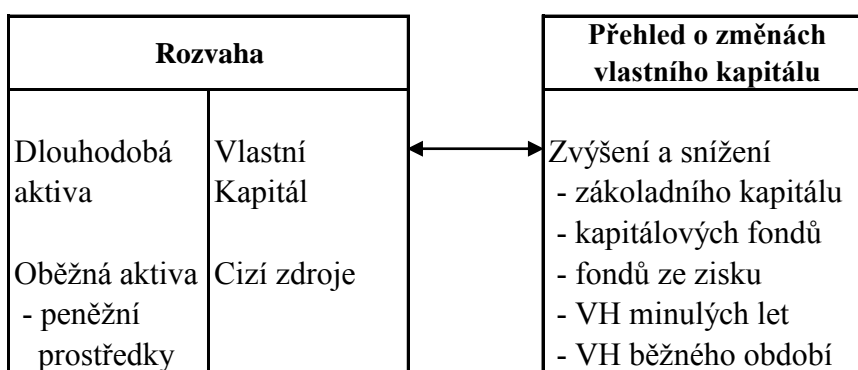 Rozvaha
Dlouhodobá
aktiva
Oběžná aktiva
- peněžní
prostředky
Vlastní
Kapitál
Cizí zdroje
Přehled o změnách
vlastního kapitálu
Zvýšení a snížení
- zákoladního kapitálu
- kapitálových fondů
- fondů ze zisku
- VH minulých let
- VH běžného období